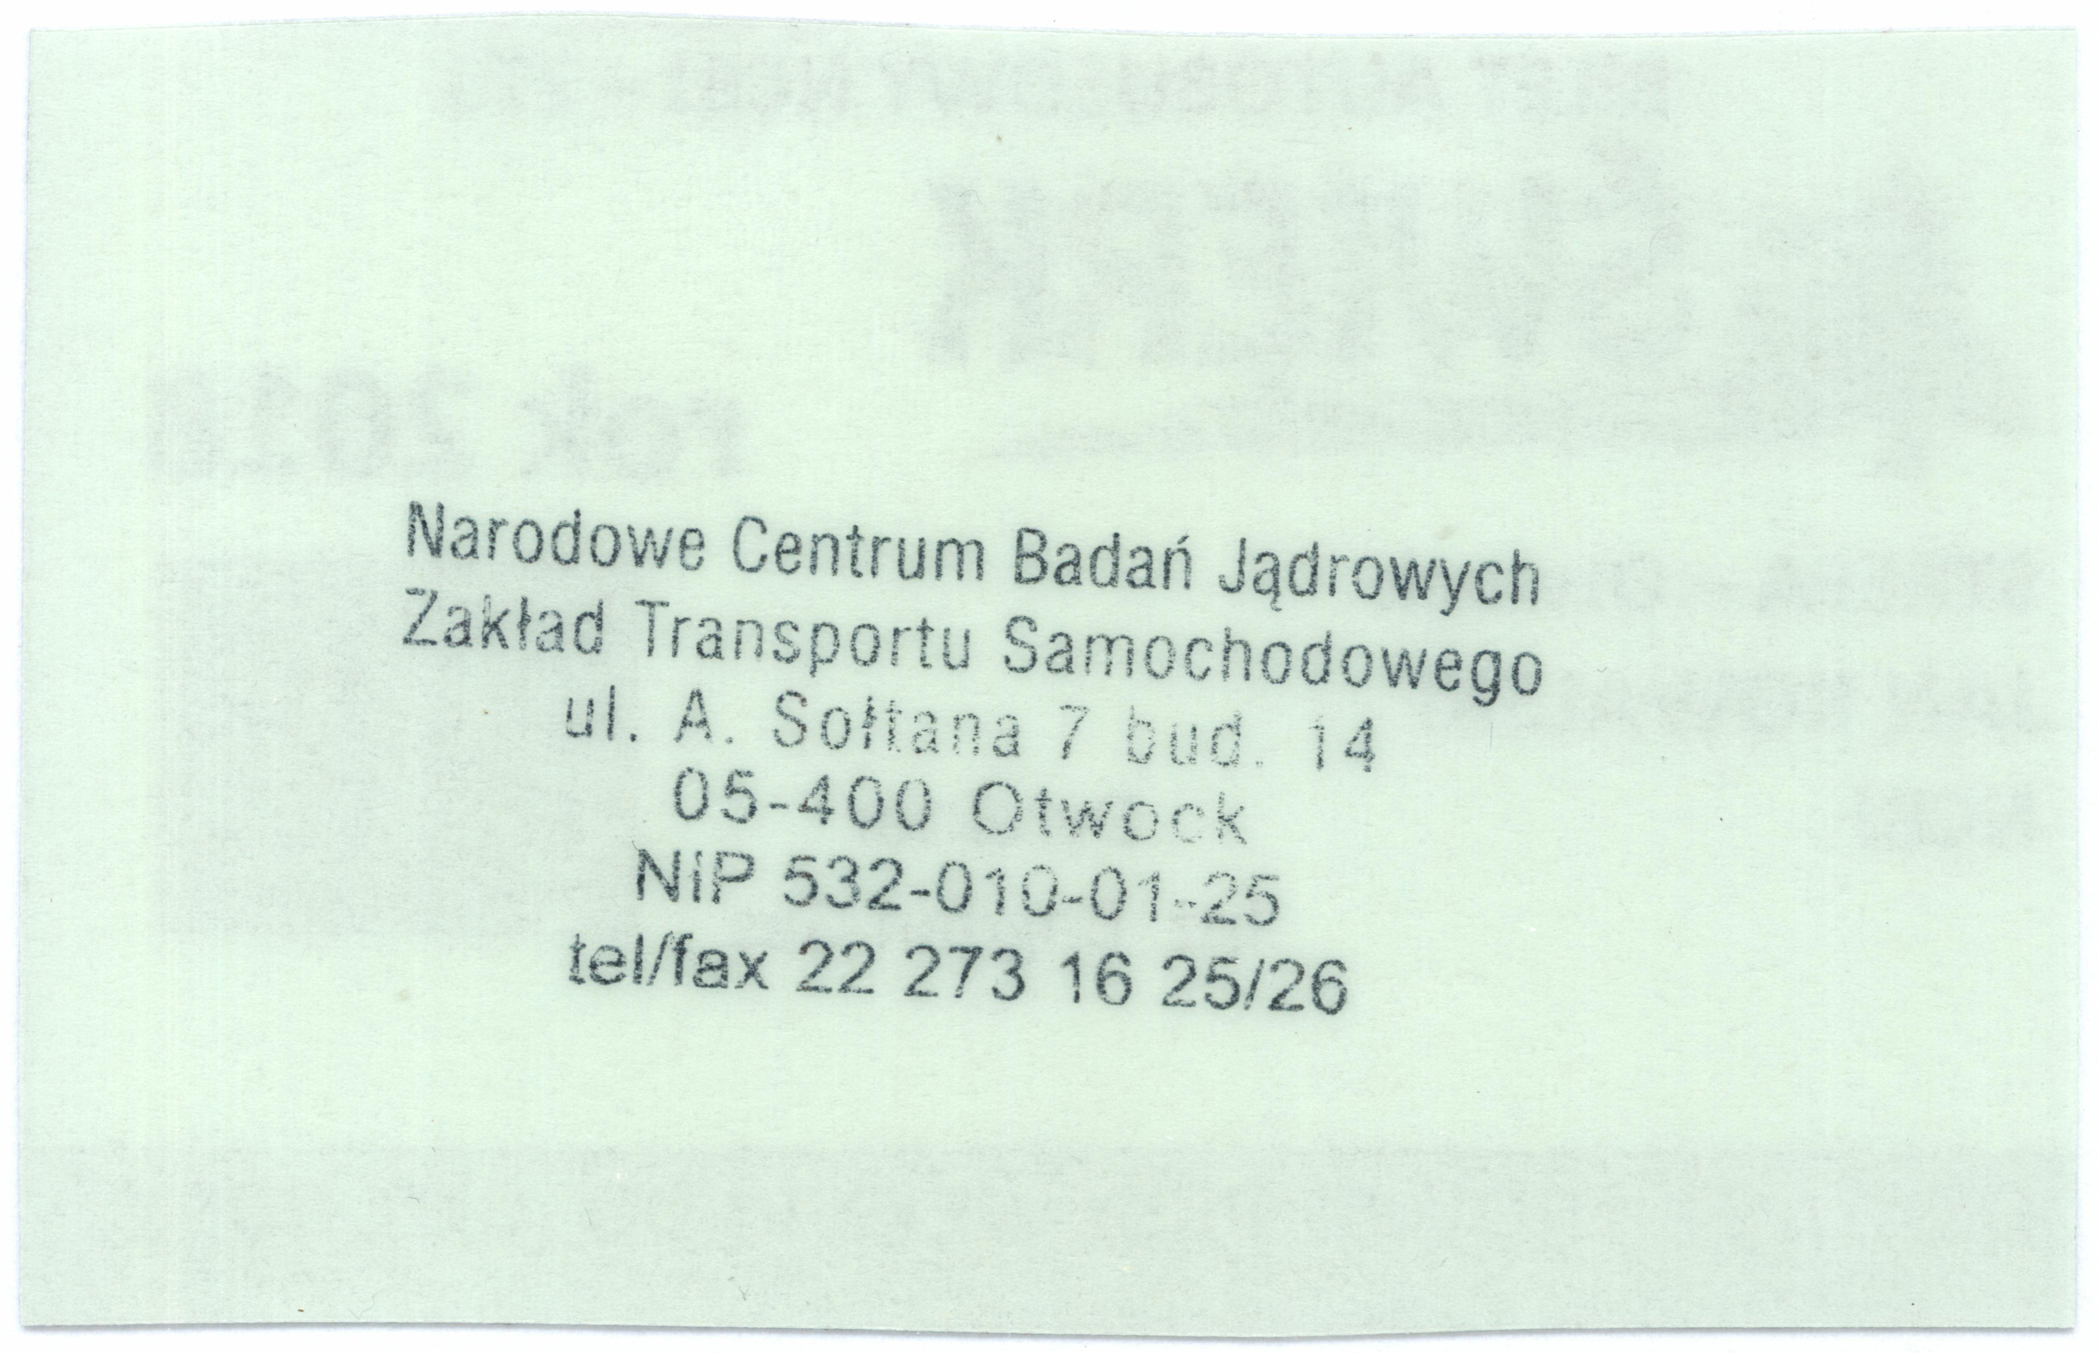 Narodowe Centrum Badań Jądrowych
Zakład Transportu Samochodowego
ul. A. Sołtana 7 bud. 14
05-400 Otwock
NIP 532-010-01-25
tel/fax 22 273 16 25/26